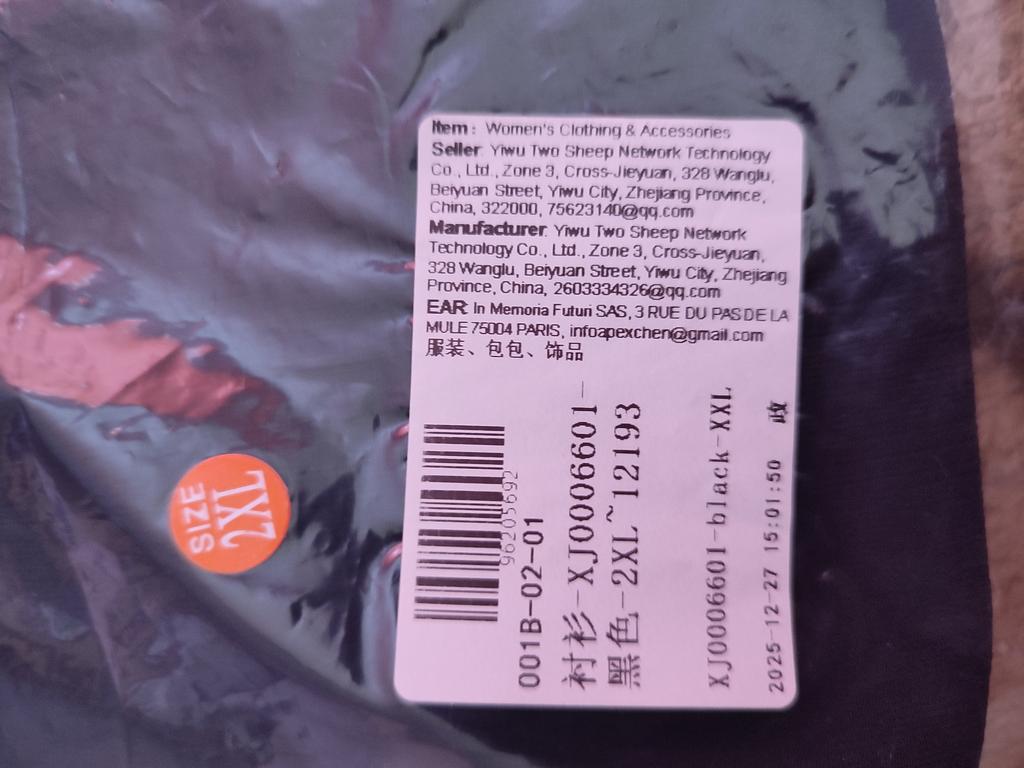 Item: Women's Clothing & Accessories
Seller: Yiwu Two Sheep Network Technology
Co., Ltd., Zone 3, Cross-Jieyuan, 328 Wanglu,
Beiyuan Street, Yiwu City, Zhejiang Province,
China, 322000, 75623140@qq.com
Manufacturer: Yiwu Two Sheep Network
Technology Co., Ltd., Zone 3, Cross-Jieyuan,
328 Wanglu, Beiyuan Street, Yiwu City, Zhejiang
Province, China, 2603334326@qq.com
EAR: In Memoria Futuri SAS, 3 RUE DU PAS DE LA
MULE 75004 PARIS, infoapexchen@gmail.com
服装、包包、饰品
96205692
001B-02-01
衬衫-XJ0006601-
黑色-2XL~12193
XJ0006601-black-XXL
2025-12-27 15:01:50 政
SIZE
2XL